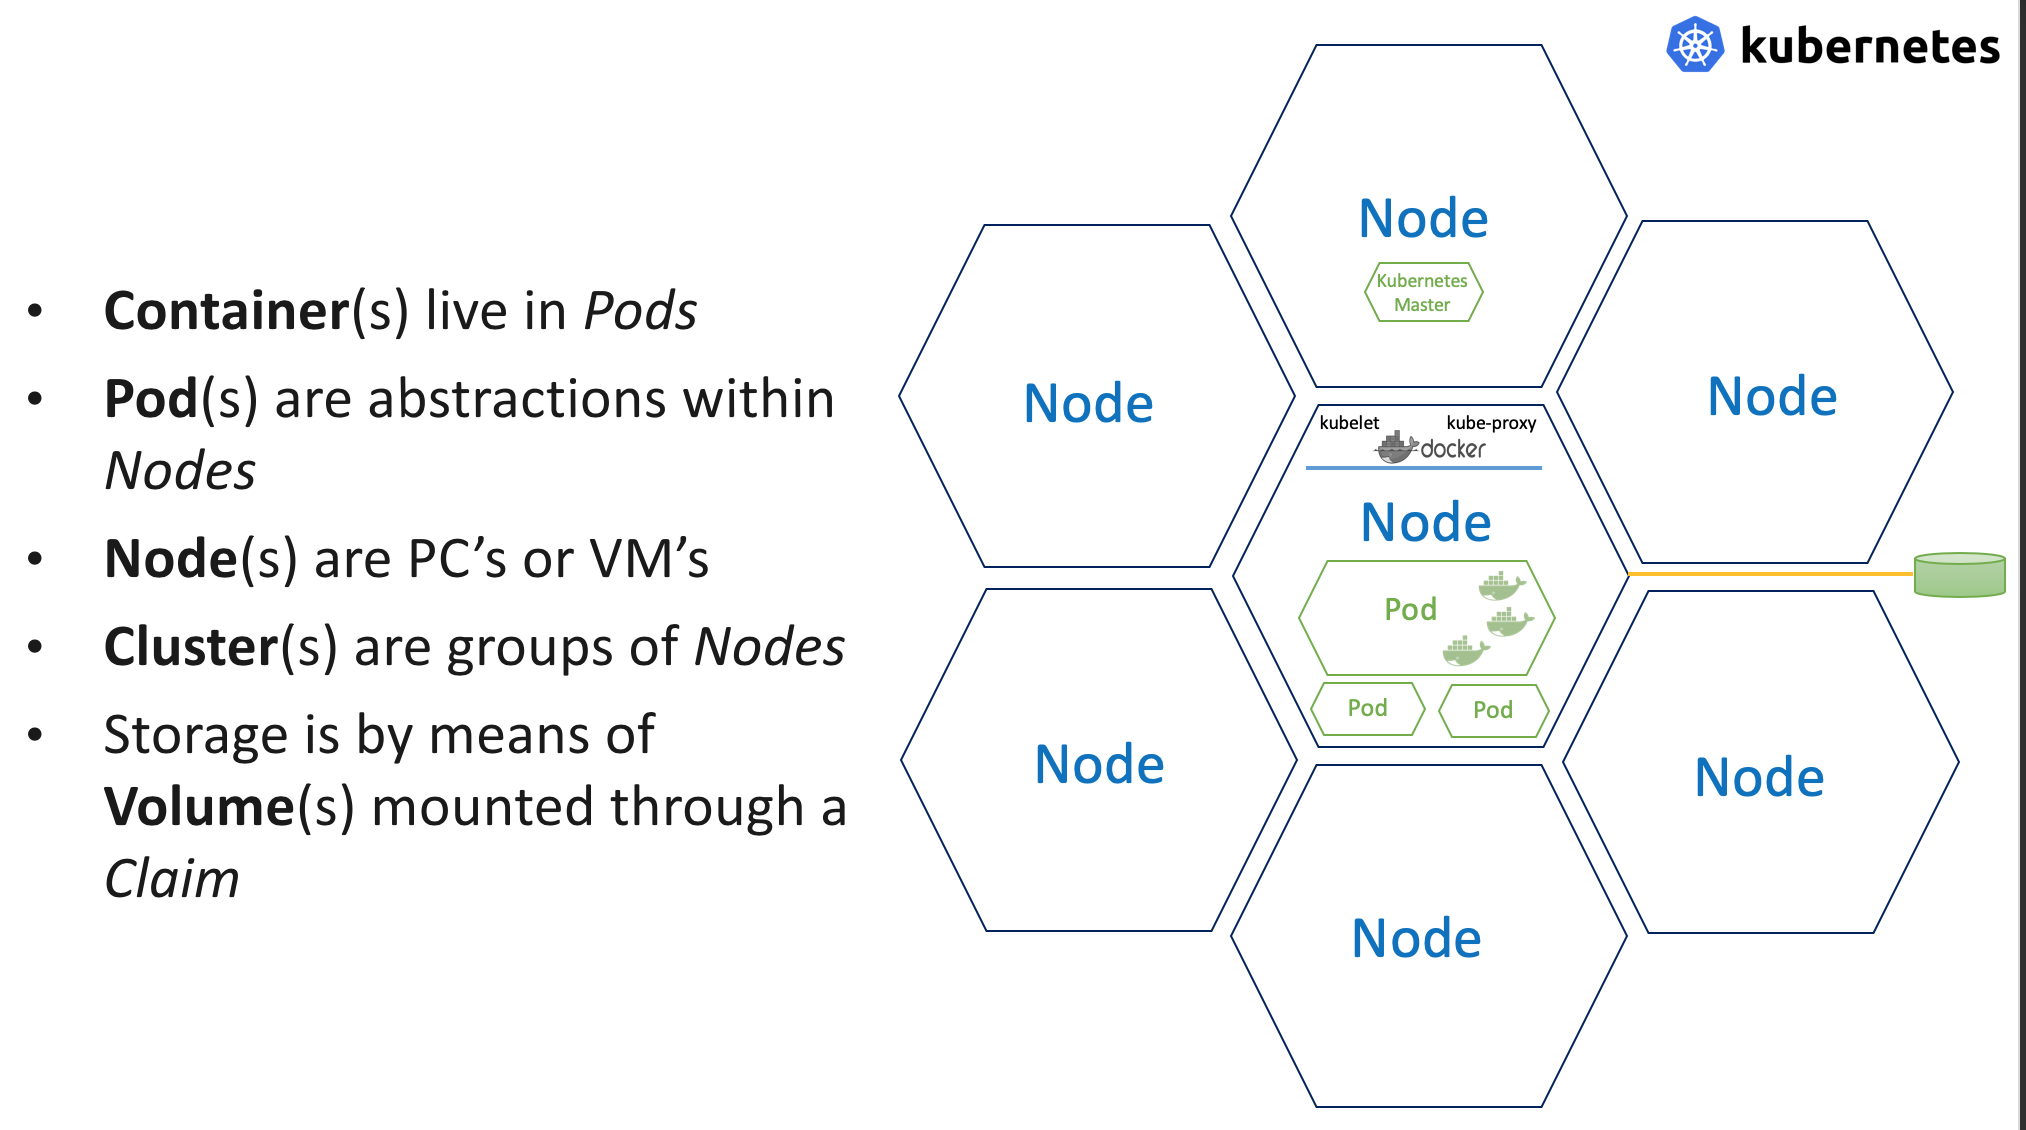 kubernetes
• Container(s) live in Pods
• Pod(s) are abstractions within
Nodes
• Node(s) are PC’s or VM’s
• Cluster(s) are groups of Nodes
• Storage is by means of
Volume(s) mounted through a
Claim
Node
Kubernetes
Master
Node
Node
kubelet
kube-proxy
docker
Node
Pod
Pod
Pod
Node
Node
Node